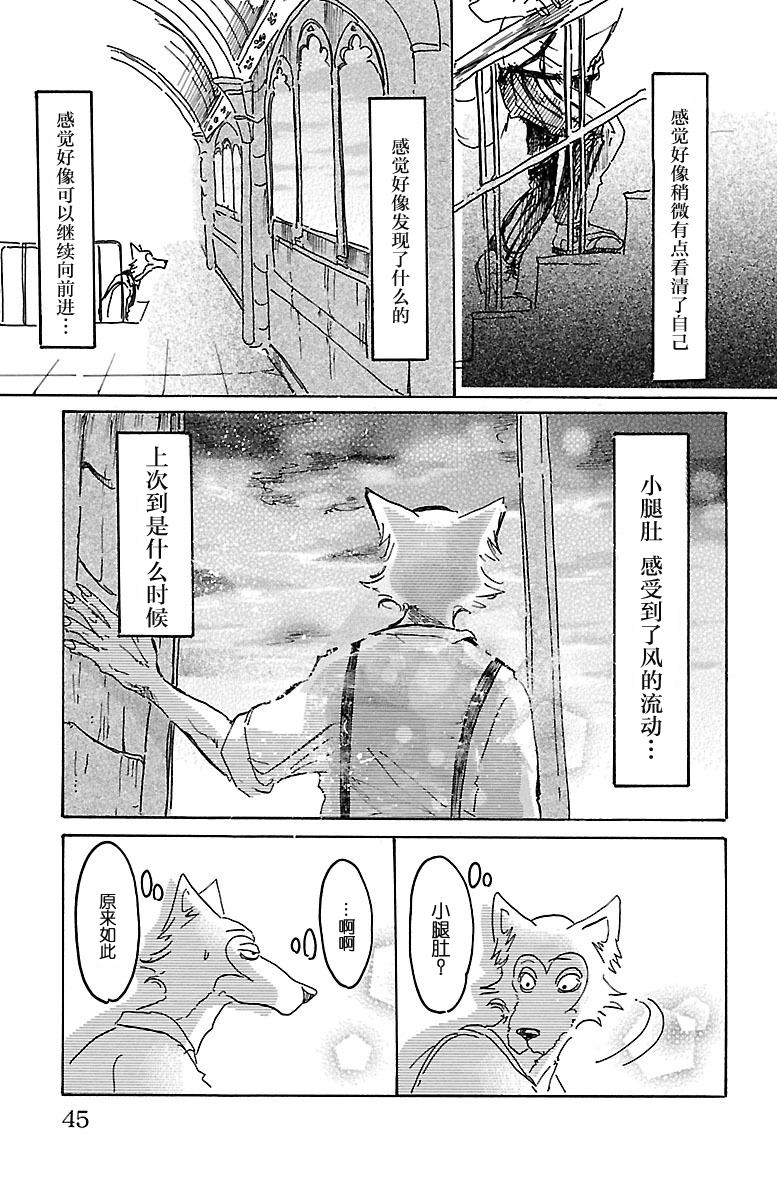 感觉好像稍微有点看清了自己
感觉好像发现了什么的
感觉好像可以继续向前进…
小腿肚 感受到了风的流动…
上次到是什么时候
小腿肚?
…啊啊
原来如此
45